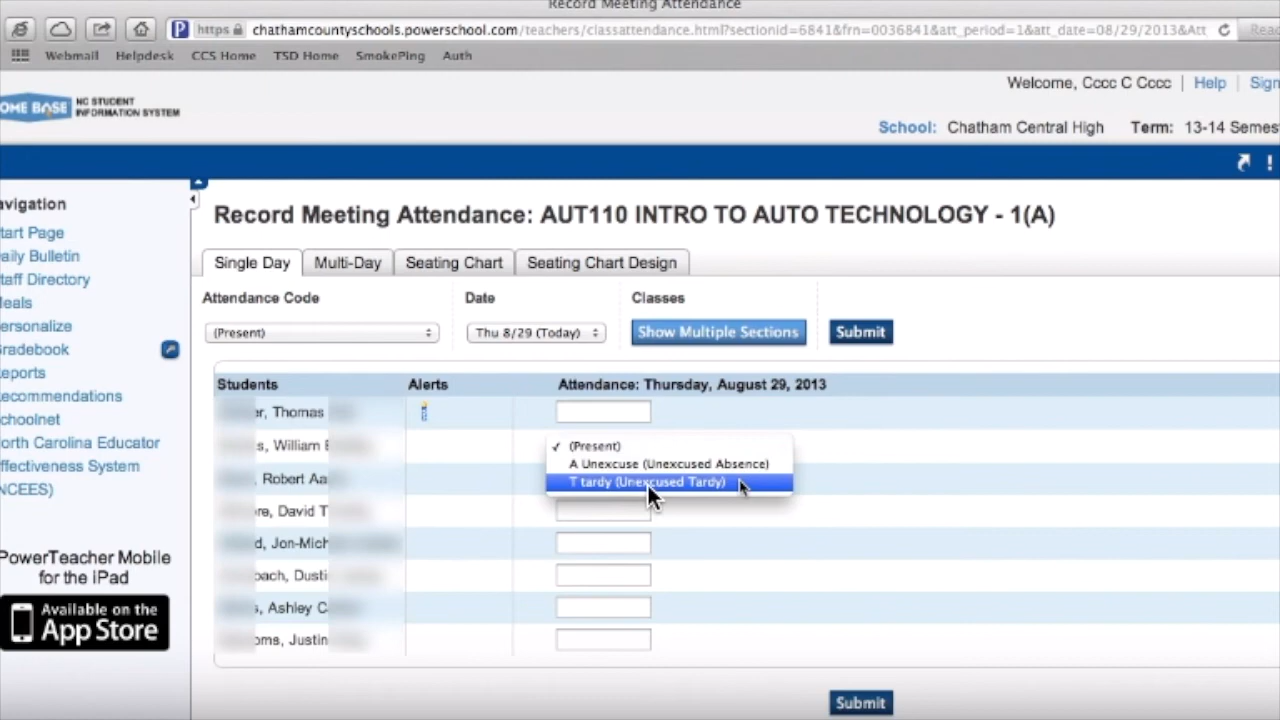 Record Meeting Attendance
https chathamcountyschools.powerschool.com/teachers/classattendance.html?sectionid=6841&frn=0036841&att_period=1&att_date=08/29/2013&Att
Webmail Helpdesk CCS Home TSD Home SmokePing Auth
Welcome, Cccc C Cccc | Help | Sign
OME BASE NC STUDENT
INFORMATION SYSTEM
School: Chatham Central High Term: 13-14 Semes
avigation
tart Page
aily Bulletin
taff Directory
leals
ersonalize
radebook
eports
ecommendations
choolnet
orth Carolina Educator
ffectiveness System
NCEES)
PowerTeacher Mobile
for the iPad
Available on the
App Store
Record Meeting Attendance: AUT110 INTRO TO AUTO TECHNOLOGY - 1(A)
Single Day Multi-Day Seating Chart Seating Chart Design
Attendance Code Date Classes
(Present) Thu 8/29 (Today) Show Multiple Sections Submit
Students Alerts Attendance: Thursday, August 29, 2013
r, Thomas
s, William
✓ (Present)
A Unexcuse (Unexcused Absence)
, Robert Aa
T tardy (Unexcused Tardy)
re, David T
d, Jon-Mich
bach, Dusti
s, Ashley C
oms, Justin
Submit